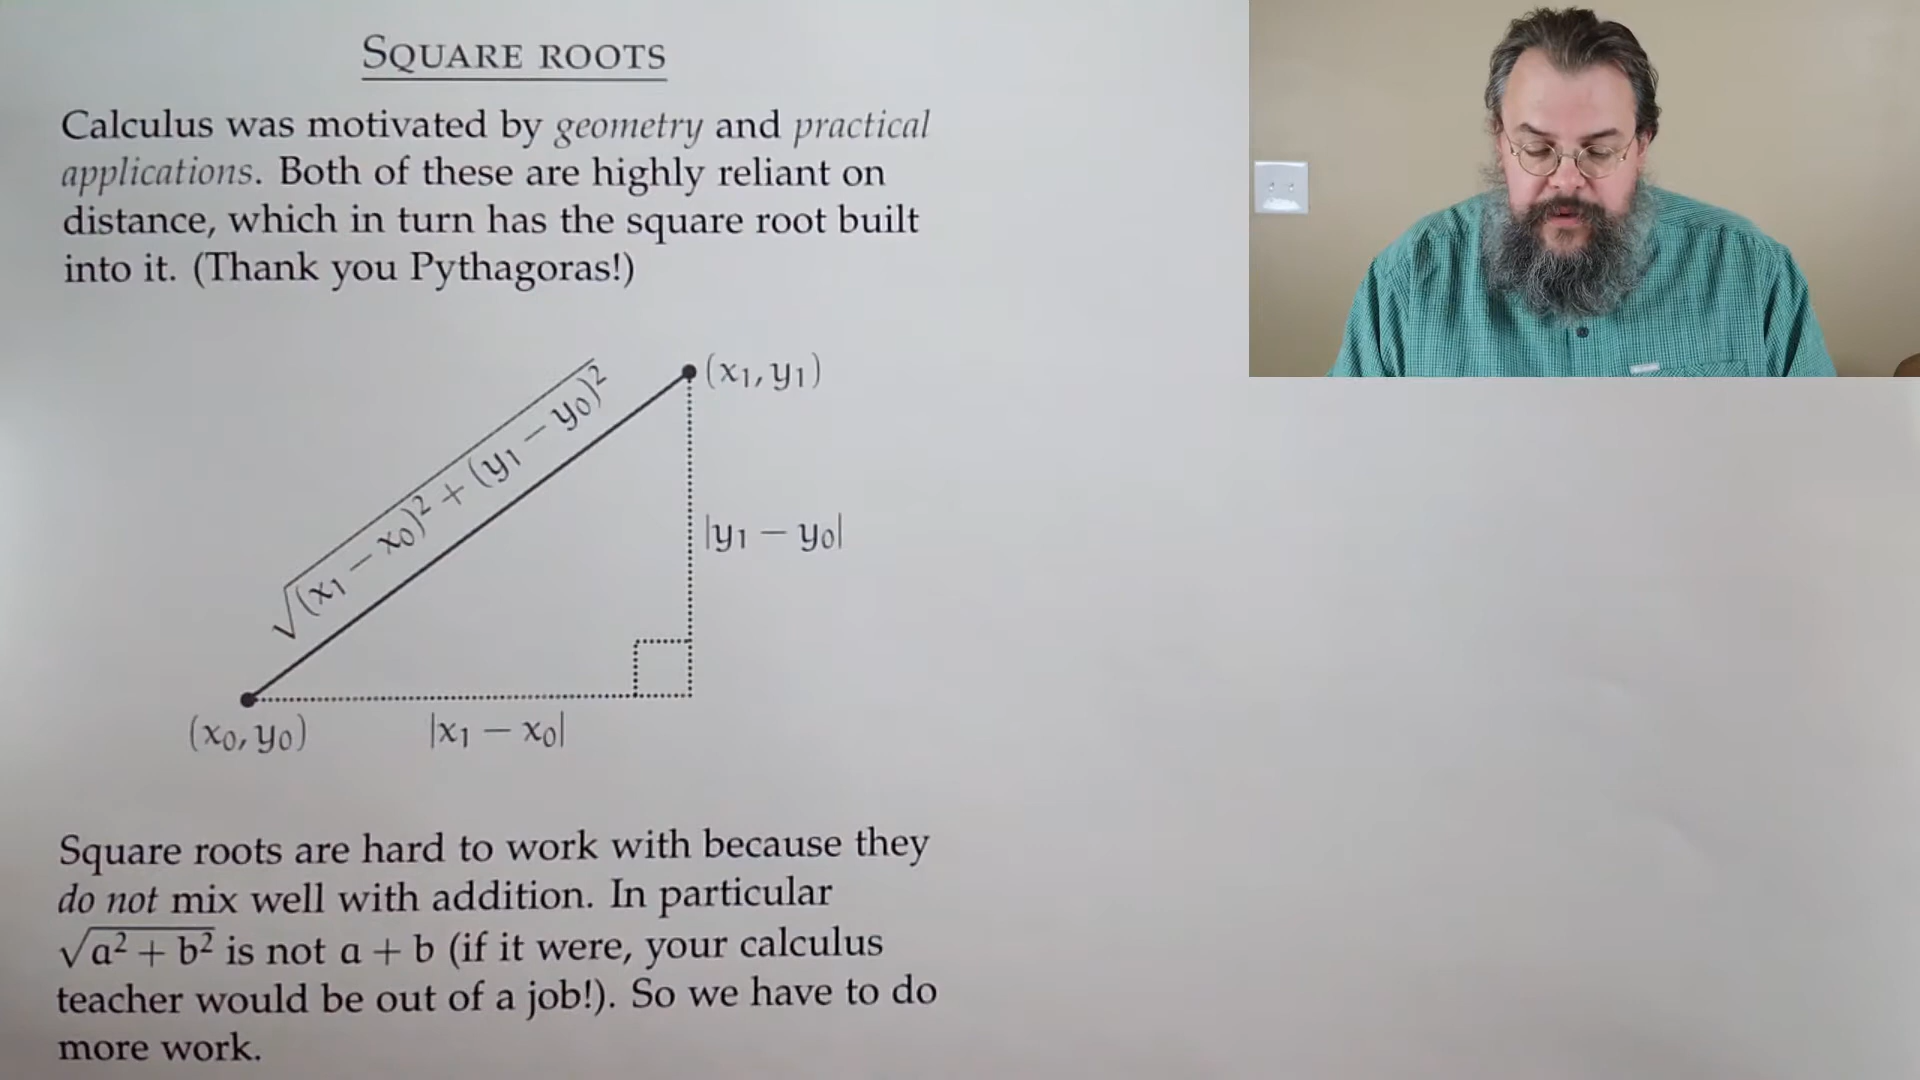 SQUARE ROOTS
Calculus was motivated by geometry and practical
applications. Both of these are highly reliant on
distance, which in turn has the square root built
into it. (Thank you Pythagoras!)
(x₁, y₁)
√(x₁ − x₀)² + (y₁ − y₀)²
|y₁ − y₀|
(x₀, y₀)
|x₁ − x₀|
Square roots are hard to work with because they
do not mix well with addition. In particular
√a² + b² is not a + b (if it were, your calculus
teacher would be out of a job!). So we have to do
more work.